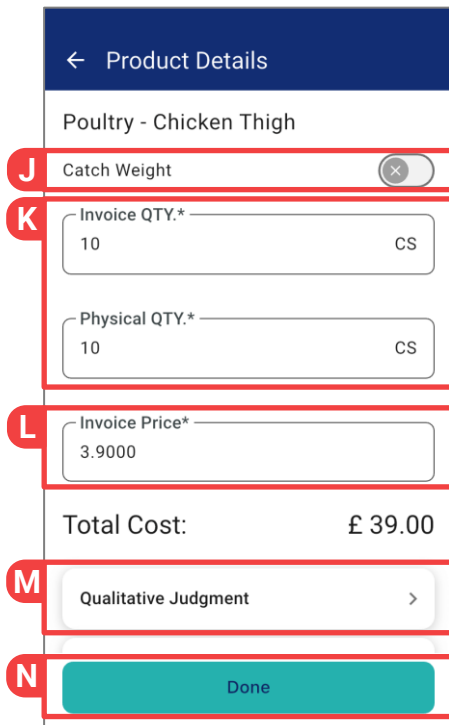 Product Details
Poultry - Chicken Thigh
J
Catch Weight
K
Invoice QTY.*
10 CS
Physical QTY.*
10 CS
L
Invoice Price*
3.9000
Total Cost: £ 39.00
M
Qualitative Judgment
N
Done